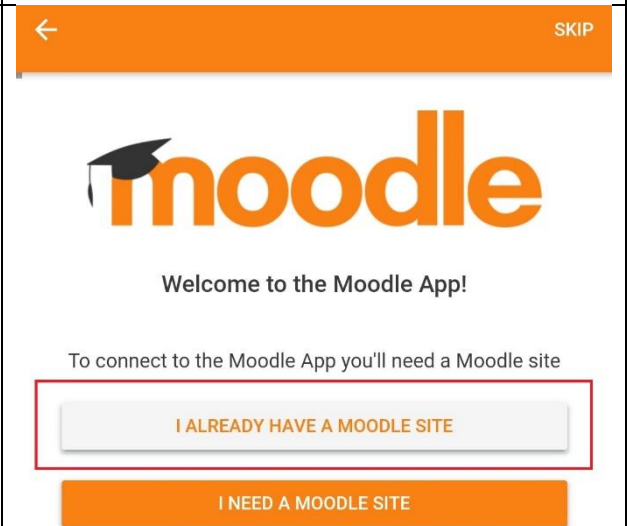 SKIP
moodle
Welcome to the Moodle App!
To connect to the Moodle App you'll need a Moodle site
I ALREADY HAVE A MOODLE SITE
I NEED A MOODLE SITE